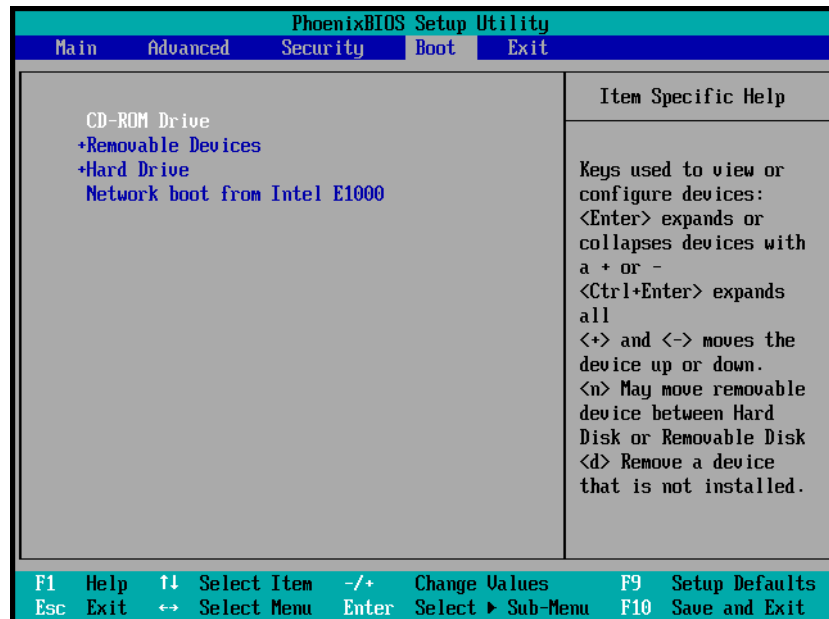 PhoenixBIOS Setup Utility
Main Advanced Security Boot Exit
CD-ROM Drive
+Removable Devices
+Hard Drive
Network boot from Intel E1000
Item Specific Help
Keys used to view or
configure devices:
<Enter> expands or
collapses devices with
a + or -
<Ctrl+Enter> expands
all
<+> and <-> moves the
device up or down.
<n> May move removable
device between Hard
Disk or Removable Disk
<d> Remove a device
that is not installed.
F1 Help ↑↓ Select Item -/+ Change Values F9 Setup Defaults
Esc Exit ↔ Select Menu Enter Select ▶ Sub-Menu F10 Save and Exit